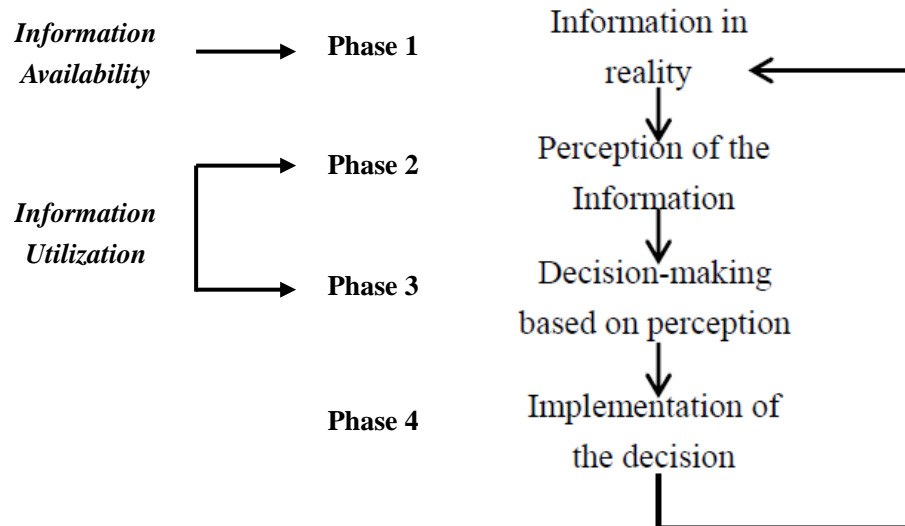 Information
Availability
Phase 1
Information in
reality
Phase 2
Perception of the
Information
Information
Utilization
Phase 3
Decision-making
based on perception
Phase 4
Implementation of
the decision